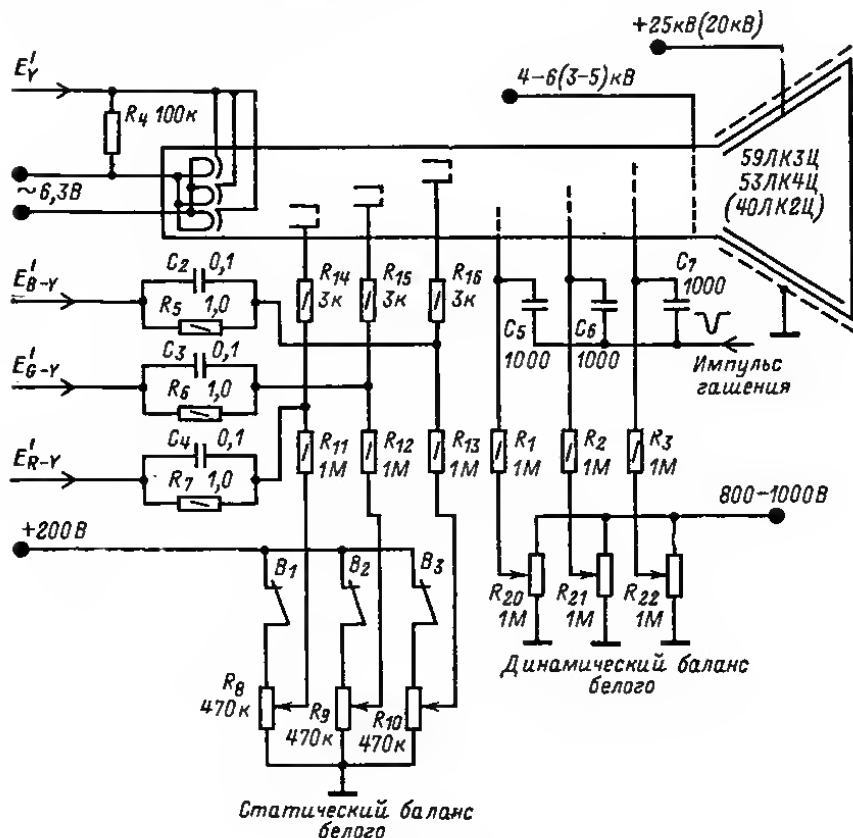 +25кВ(20кВ)
E'Y
4-6(3-5)кВ
R4 100к
~6,3В
59ЛК3Ц
53ЛК4Ц
(40ЛК2Ц)
C2 0,1
E'B-Y
R5 1,0
R14
3к
R15
3к
R16
3к
C7
1000
C5
1000
C6
1000
Импульс
гашения
C3 0,1
E'G-Y
R6 1,0
C4 0,1
E'R-Y
R7 1,0
R11
1М
R12
1М
R13
1М
R1
1М
R2
1М
R3
1М
800-1000В
+200В
B1
B2
B3
R20
1М
R21
1М
R22
1М
Динамический баланс
белого
R8
470к
R9
470к
R10
470к
Статический баланс
белого